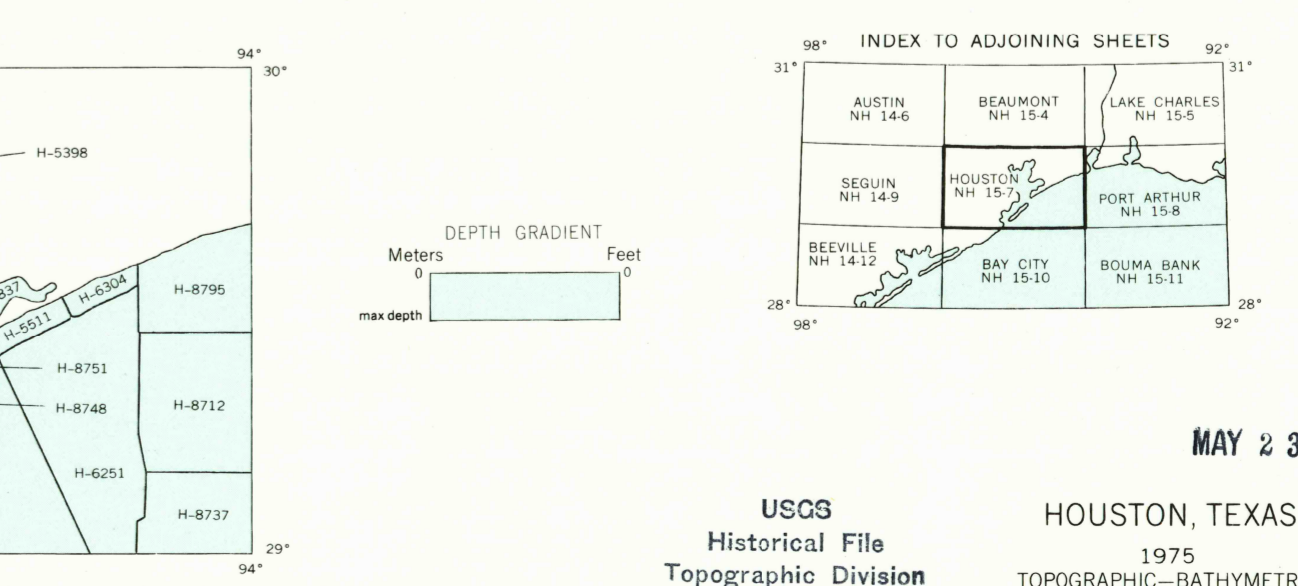 94°
30°
H-5398
837
H-6304
H-5511
H-8795
H-8751
H-8748
H-8712
H-6251
H-8737
29°
94°
DEPTH GRADIENT
Meters Feet
0 0
max depth
INDEX TO ADJOINING SHEETS
98° 92°
31° 31°
AUSTIN
NH 14-6
BEAUMONT
NH 15-4
LAKE CHARLES
NH 15-5
SEGUIN
NH 14-9
HOUSTON
NH 15-7
PORT ARTHUR
NH 15-8
BEEVILLE
NH 14-12
BAY CITY
NH 15-10
BOUMA BANK
NH 15-11
28° 28°
98° 92°
MAY 2 3
USGS
Historical File
Topographic Division
HOUSTON, TEXAS
1975
TOPOGRAPHIC—BATHYMETR